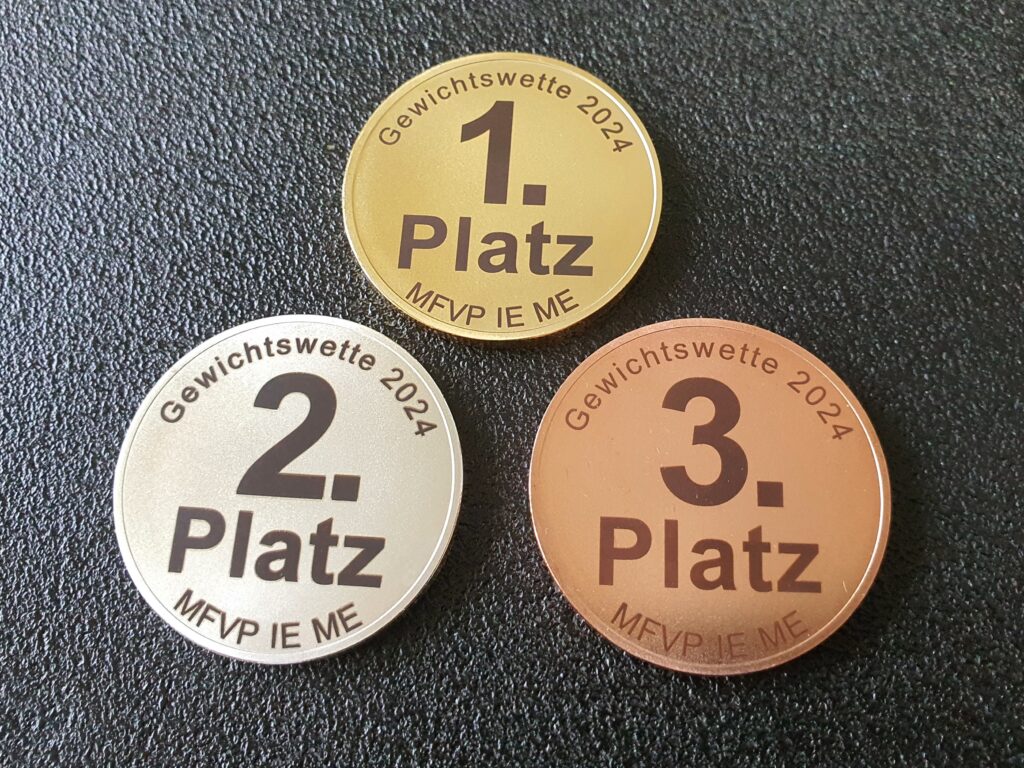 Gewichtswette 2024
1.
Platz
MFVP IE ME
Gewichtswette 2024
2.
Platz
MFVP IE ME
Gewichtswette 2024
3.
Platz
MFVP IE ME